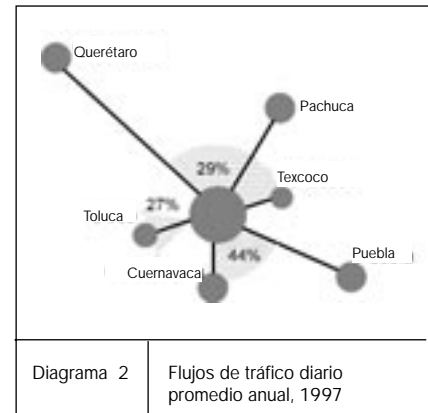 Querétaro
Pachuca
29%
Texcoco
27%
Toluca
Puebla
44%
Cuernavaca
Diagrama 2
Flujos de tráfico diario
promedio anual, 1997